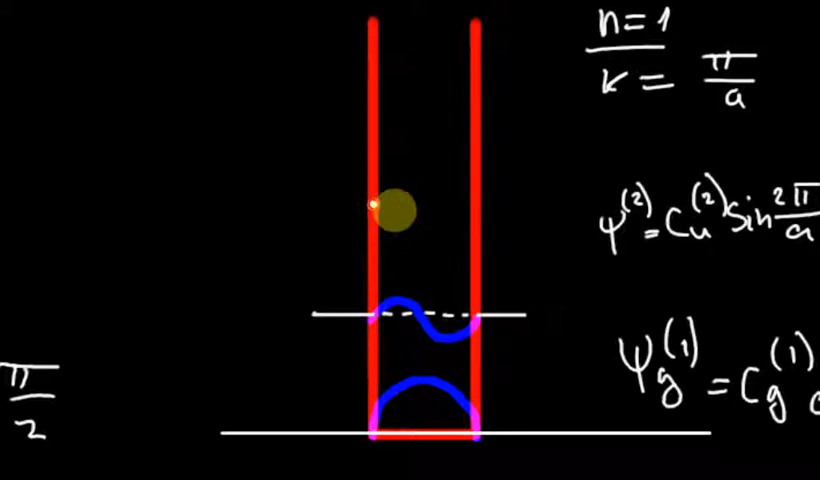 n=1
k = π/a
ψ^(2) = C_u^(2) Sin 2π/a
ψ_g^(1) = C_g^(1)
π/2